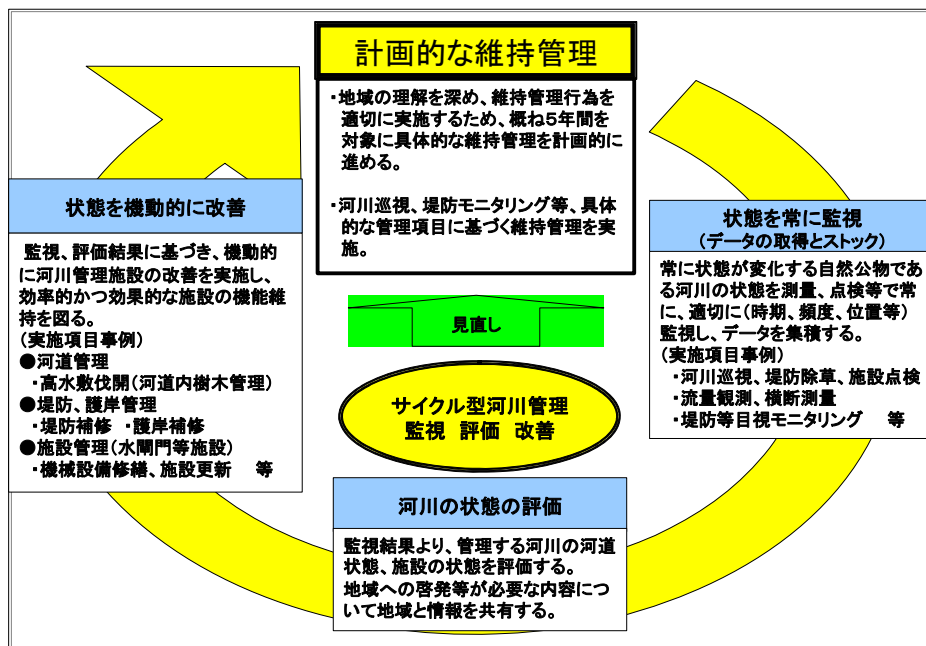 計画的な維持管理
・地域の理解を深め、維持管理行為を
適切に実施するため、概ね5年間を
対象に具体的な維持管理を計画的に
進める。
・河川巡視、堤防モニタリング等、具体
的な管理項目に基づく維持管理を実
施。
状態を常に監視
(データの取得とストック)
常に状態が変化する自然公物であ
る河川の状態を測量、点検等で常
に、適切に(時期、頻度、位置等)
監視し、データを集積する。
(実施項目事例)
・河川巡視、堤防除草、施設点検
・流量観測、横断測量
・堤防等目視モニタリング 等
河川の状態の評価
監視結果より、管理する河川の河道
状態、施設の状態を評価する。
地域への啓発等が必要な内容につ
いて地域と情報を共有する。
状態を機動的に改善
監視、評価結果に基づき、機動的
に河川管理施設の改善を実施し、
効率的かつ効果的な施設の機能維
持を図る。
(実施項目事例)
●河道管理
・高水敷伐開(河道内樹木管理)
●堤防、護岸管理
・堤防補修 ・護岸補修
●施設管理(水閘門等施設)
・機械設備修繕、施設更新 等
見直し
サイクル型河川管理
監視 評価 改善